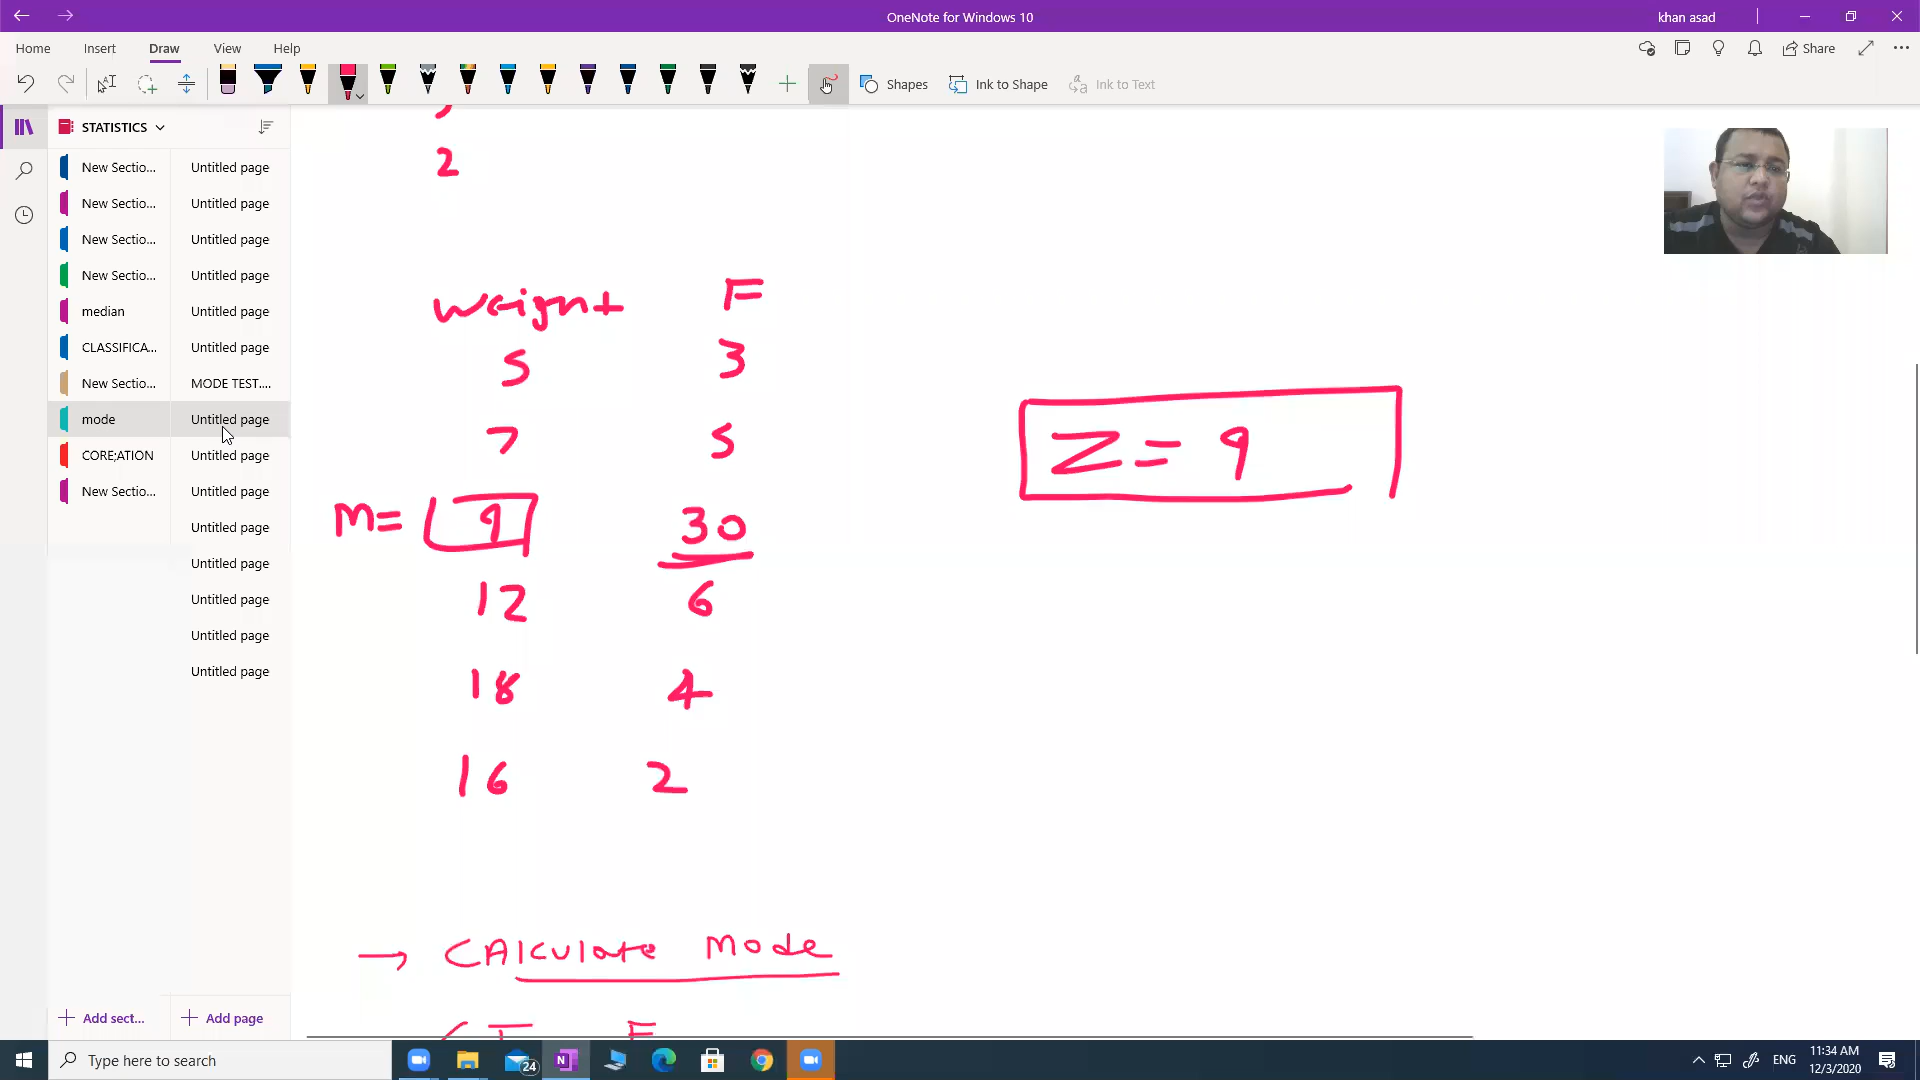 OneNote for Windows 10
khan asad
Home Insert Draw View Help
Share
Shapes Ink to Shape Ink to Text
STATISTICS
New Sectio...
New Sectio...
New Sectio...
New Sectio...
median
CLASSIFICA...
New Sectio...
mode
CORE;ATION
New Sectio...
Untitled page
Untitled page
Untitled page
Untitled page
Untitled page
Untitled page
MODE TEST....
Untitled page
Untitled page
Untitled page
Untitled page
Untitled page
Untitled page
Untitled page
Untitled page
Add sect...
Add page
2
weight F
5 3
7 5
M= 9 30
12 6
18 4
16 2
Z = 9
→ CAlculate mode
CI F
Type here to search
24
ENG
11:34 AM
12/3/2020